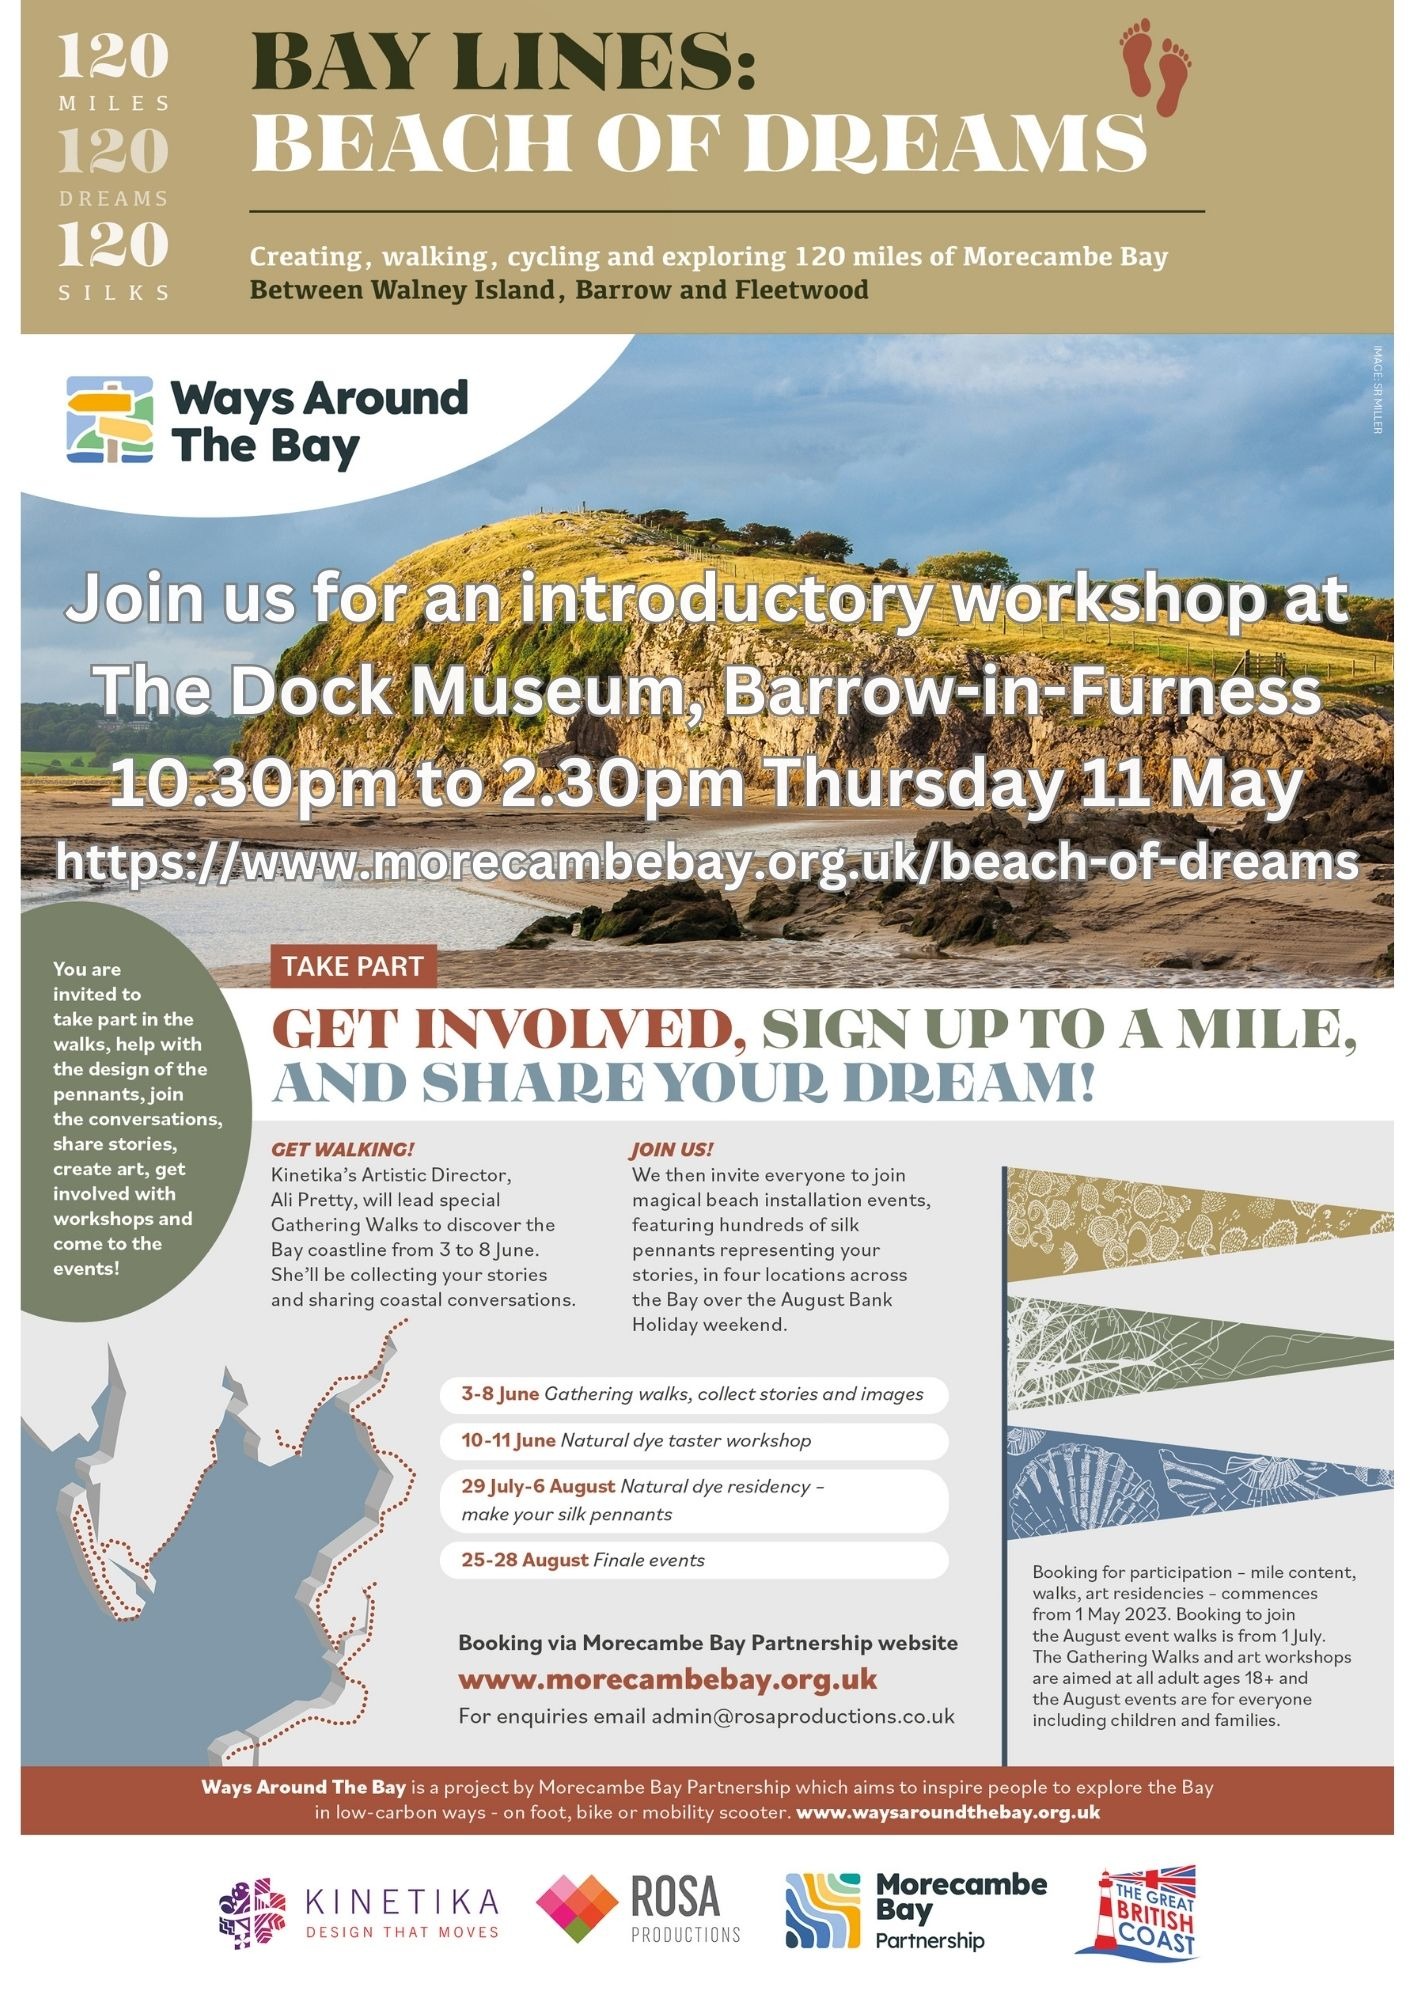 120
MILES
120
DREAMS
120
SILKS
BAY LINES:
BEACH OF DREAMS
Creating, walking, cycling and exploring 120 miles of Morecambe Bay
Between Walney Island, Barrow and Fleetwood
IMAGE: SR MILLER
Ways Around
The Bay
Join us for an introductory workshop at
The Dock Museum, Barrow-in-Furness
10.30pm to 2.30pm Thursday 11 May
https://www.morecambebay.org.uk/beach-of-dreams
You are
invited to
take part in the
walks, help with
the design of the
pennants, join
the conversations,
share stories,
create art, get
involved with
workshops and
come to the
events!
TAKE PART
GET INVOLVED, SIGN UP TO A MILE,
AND SHARE YOUR DREAM!
GET WALKING!
Kinetika's Artistic Director,
Ali Pretty, will lead special
Gathering Walks to discover the
Bay coastline from 3 to 8 June.
She'll be collecting your stories
and sharing coastal conversations.
JOIN US!
We then invite everyone to join
magical beach installation events,
featuring hundreds of silk
pennants representing your
stories, in four locations across
the Bay over the August Bank
Holiday weekend.
3-8 June Gathering walks, collect stories and images
10-11 June Natural dye taster workshop
29 July-6 August Natural dye residency –
make your silk pennants
25-28 August Finale events
Booking via Morecambe Bay Partnership website
www.morecambebay.org.uk
For enquiries email admin@rosaproductions.co.uk
Booking for participation – mile content,
walks, art residencies – commences
from 1 May 2023. Booking to join
the August event walks is from 1 July.
The Gathering Walks and art workshops
are aimed at all adult ages 18+ and
the August events are for everyone
including children and families.
Ways Around The Bay is a project by Morecambe Bay Partnership which aims to inspire people to explore the Bay
in low-carbon ways - on foot, bike or mobility scooter. www.waysaroundthebay.org.uk
KINETIKA
DESIGN THAT MOVES
ROSA
PRODUCTIONS
Morecambe
Bay
Partnership
THE GREAT
BRITISH
COAST